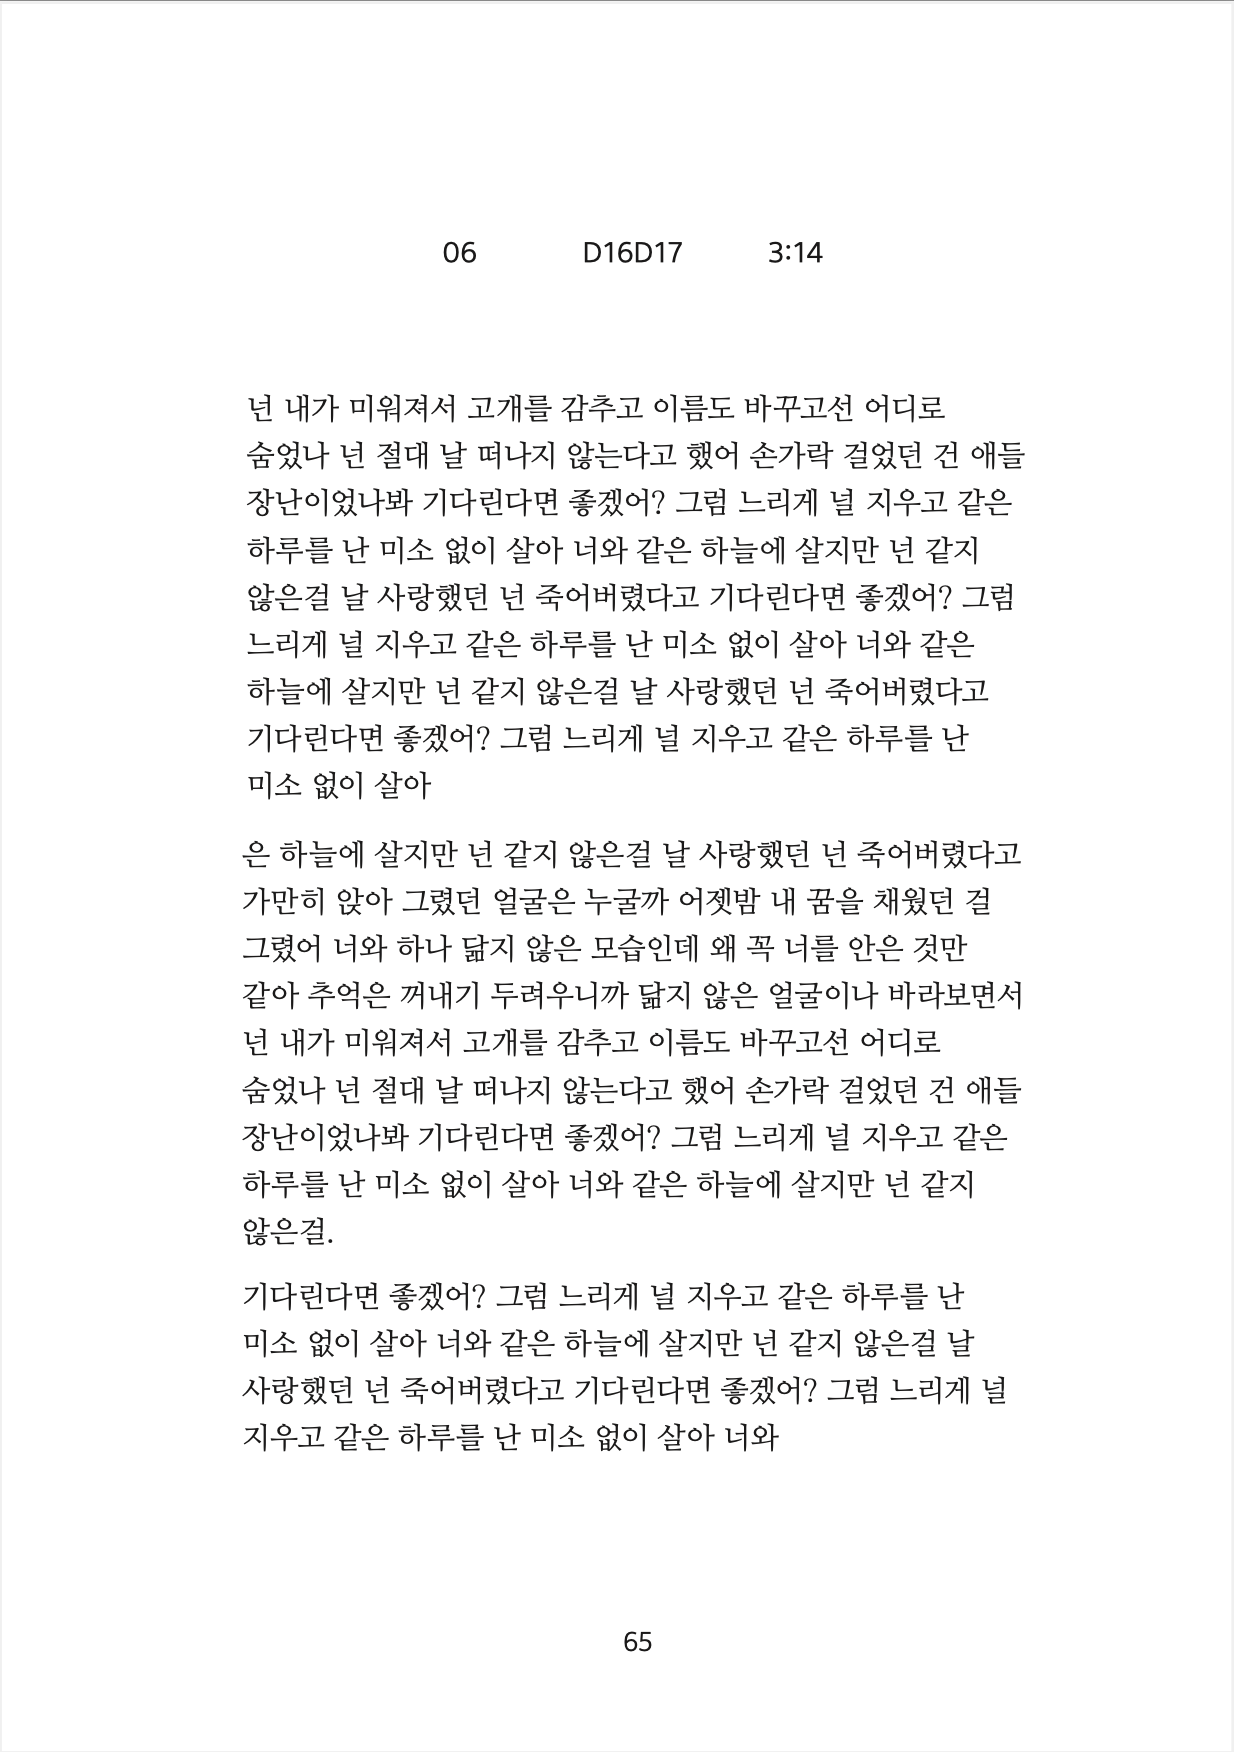 06 D16D17 3:14
넌 내가 미워져서 고개를 감추고 이름도 바꾸고선 어디로
숨었나 넌 절대 날 떠나지 않는다고 했어 손가락 걸었던 건 애들
장난이었나봐 기다린다면 좋겠어? 그럼 느리게 널 지우고 같은
하루를 난 미소 없이 살아 너와 같은 하늘에 살지만 넌 같지
않은걸 날 사랑했던 넌 죽어버렸다고 기다린다면 좋겠어? 그럼
느리게 널 지우고 같은 하루를 난 미소 없이 살아 너와 같은
하늘에 살지만 넌 같지 않은걸 날 사랑했던 넌 죽어버렸다고
기다린다면 좋겠어? 그럼 느리게 널 지우고 같은 하루를 난
미소 없이 살아
은 하늘에 살지만 넌 같지 않은걸 날 사랑했던 넌 죽어버렸다고
가만히 앉아 그렸던 얼굴은 누굴까 어젯밤 내 꿈을 채웠던 걸
그렸어 너와 하나 닮지 않은 모습인데 왜 꼭 너를 안은 것만
같아 추억은 꺼내기 두려우니까 닮지 않은 얼굴이나 바라보면서
넌 내가 미워져서 고개를 감추고 이름도 바꾸고선 어디로
숨었나 넌 절대 날 떠나지 않는다고 했어 손가락 걸었던 건 애들
장난이었나봐 기다린다면 좋겠어? 그럼 느리게 널 지우고 같은
하루를 난 미소 없이 살아 너와 같은 하늘에 살지만 넌 같지
않은걸.
기다린다면 좋겠어? 그럼 느리게 널 지우고 같은 하루를 난
미소 없이 살아 너와 같은 하늘에 살지만 넌 같지 않은걸 날
사랑했던 넌 죽어버렸다고 기다린다면 좋겠어? 그럼 느리게 널
지우고 같은 하루를 난 미소 없이 살아 너와
65